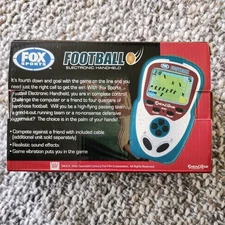 FOX
SPORTS
FOOTBALL
ELECTRONIC HANDHELD
It's fourth down and goal with the game on the line and you
need just the right call to get the win. With Fox Sports
Football Electronic Handheld, you are in complete control.
Challenge the computer or a friend to four quarters of
hard-nose football. Will you be a high-flying passing team,
a grind-it-out running team or a no-nonsense defensive
juggernaut? The choice is in the palm of your hands!
• Compete against a friend with included cable
(additional unit sold separately)
• Realistic sound effects
• Game vibration puts you in the game
Excalibur